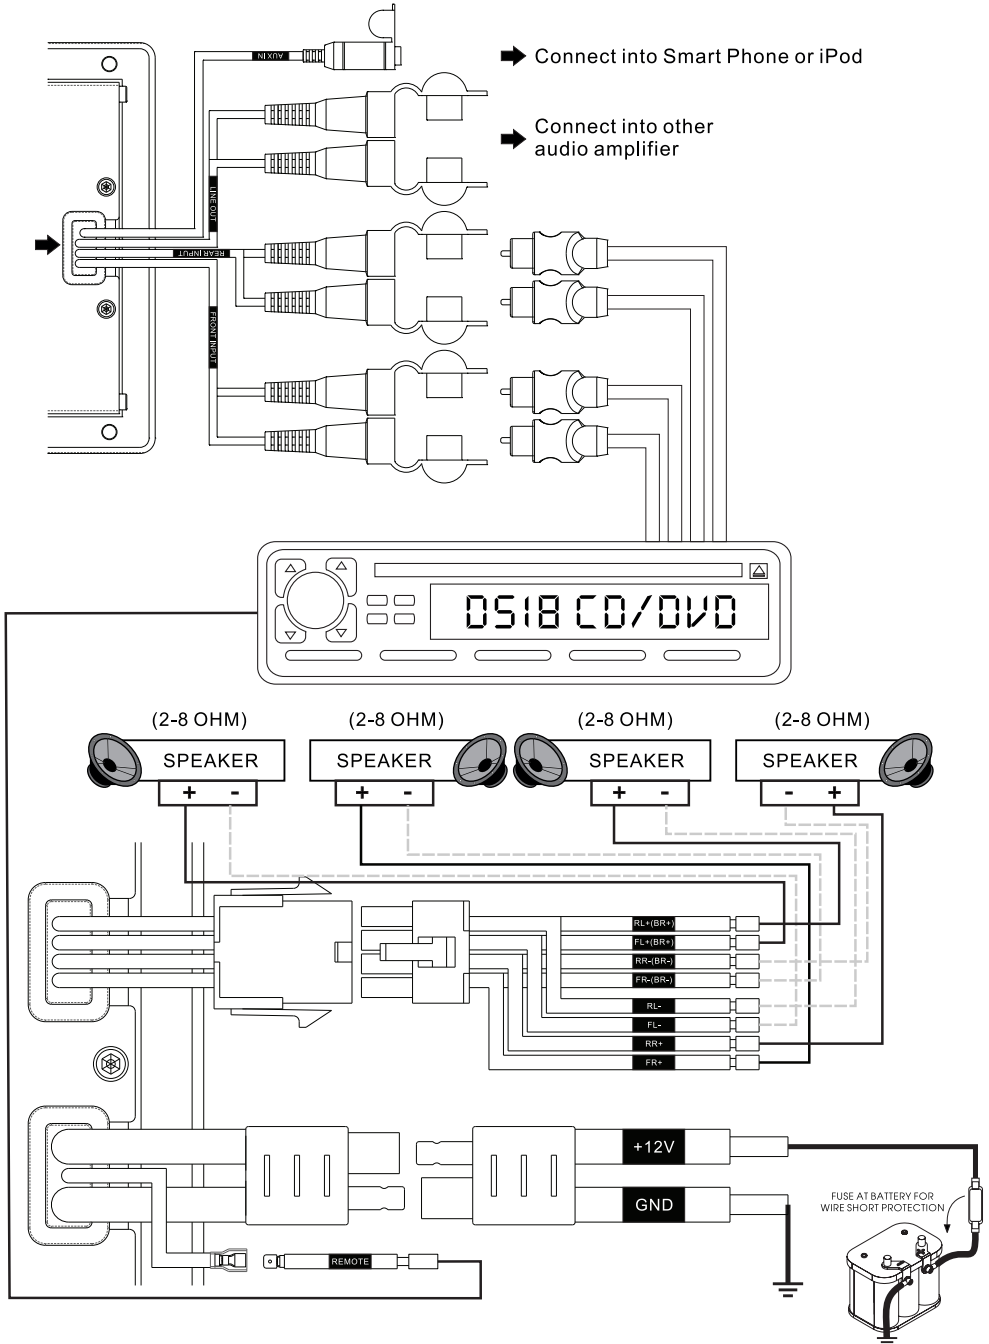 AUX IN
Connect into Smart Phone or iPod
Connect into other
audio amplifier
LINE OUT
REAR INPUT
FRONT INPUT
DS18 CD/DVD
(2-8 OHM)
(2-8 OHM)
(2-8 OHM)
(2-8 OHM)
SPEAKER
SPEAKER
SPEAKER
SPEAKER
+ -
+ -
+ -
- +
RL+(BR+)
FL+(BR+)
RR-(BR-)
FR-(BR-)
RL-
FL-
RR+
FR+
+12V
GND
FUSE AT BATTERY FOR
WIRE SHORT PROTECTION
REMOTE